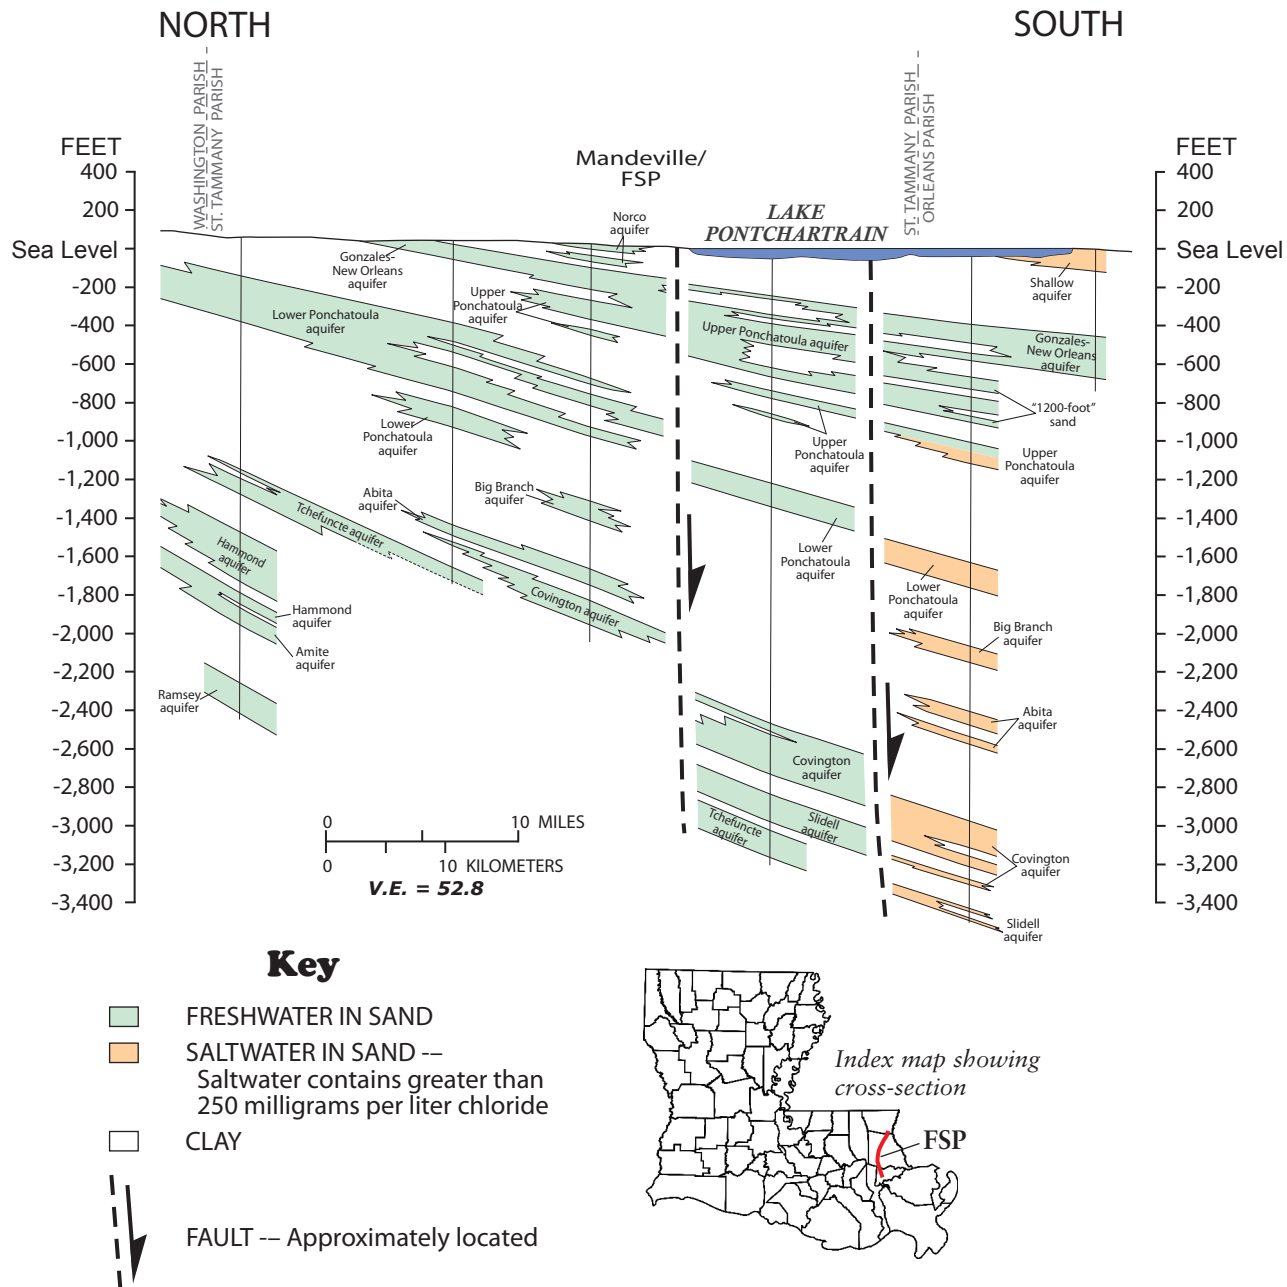 NORTH
SOUTH
WASHINGTON PARISH
ST. TAMMANY PARISH
ST. TAMMANY PARISH
ORLEANS PARISH
FEET
400
200
Sea Level
-200
-400
-600
-800
-1,000
-1,200
-1,400
-1,600
-1,800
-2,000
-2,200
-2,400
-2,600
-2,800
-3,000
-3,200
-3,400
Mandeville/
FSP
LAKE
PONTCHARTRAIN
Norco
aquifer
Gonzales-
New Orleans
aquifer
Upper
Ponchatoula
aquifer
Lower Ponchatoula
aquifer
Lower
Ponchatoula
aquifer
Big Branch
aquifer
Abita
aquifer
Tchefuncte aquifer
Hammond
aquifer
Covington aquifer
Hammond
aquifer
Amite
aquifer
Ramsey
aquifer
Upper Ponchatoula aquifer
Upper
Ponchatoula
aquifer
Lower
Ponchatoula
aquifer
Covington
aquifer
Slidell
aquifer
Tchefuncte
aquifer
Shallow
aquifer
Gonzales-
New Orleans
aquifer
"1200-foot"
sand
Upper
Ponchatoula
aquifer
Lower
Ponchatoula
aquifer
Big Branch
aquifer
Abita
aquifer
Covington
aquifer
Slidell
aquifer
FEET
400
200
Sea Level
-200
-400
-600
-800
-1,000
-1,200
-1,400
-1,600
-1,800
-2,000
-2,200
-2,400
-2,600
-2,800
-3,000
-3,200
-3,400
0 10 MILES
0 10 KILOMETERS
V.E. = 52.8
Key
FRESHWATER IN SAND
SALTWATER IN SAND --
Saltwater contains greater than
250 milligrams per liter chloride
CLAY
FAULT -- Approximately located
Index map showing
cross-section
FSP